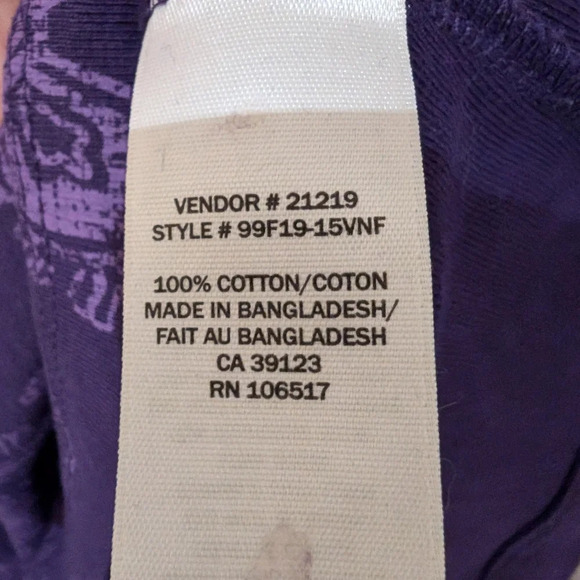 VENDOR # 21219
STYLE # 99F19-15VNF
100% COTTON/COTON
MADE IN BANGLADESH/
FAIT AU BANGLADESH
CA 39123
RN 106517